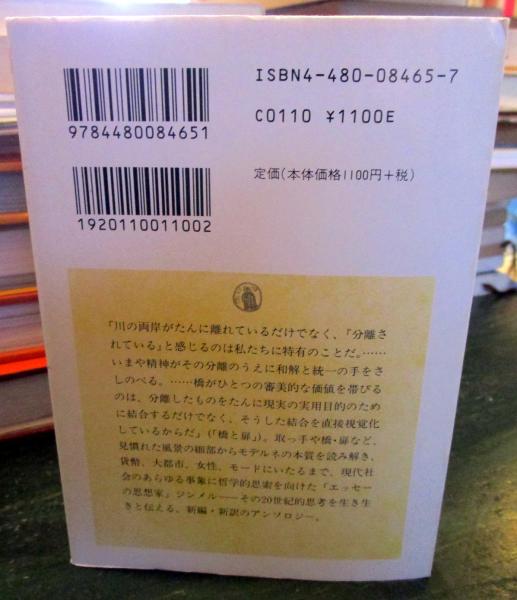 ISBN4-480-08465-7
9784480084651
C0110 ¥1100E
定価(本体価格1100円+税)
1920110011002
「川の両岸がたんに離れているだけでなく、『分離さ
れている』と感じるのは私たちに特有のことだ。……
いまや精神がその分離のうえに和解と統一の手をさ
しのべる。……橋がひとつの審美的な価値を帯びる
のは、分離したものをたんに現実の実用目的のため
に結合するだけでなく、そうした結合を直接視覚化
しているからだ」(「橋と扉」)。取っ手や橋・扉など、
見慣れた風景の細部からモデルネの本質を読み解き、
貨幣、大都市、女性、モードにいたるまで、現代社
会のあらゆる事象に哲学的思索を向けた「エッセー
の思想家」ジンメル――その20世紀的思考を生き生
きと伝える、新編・新訳のアンソロジー。